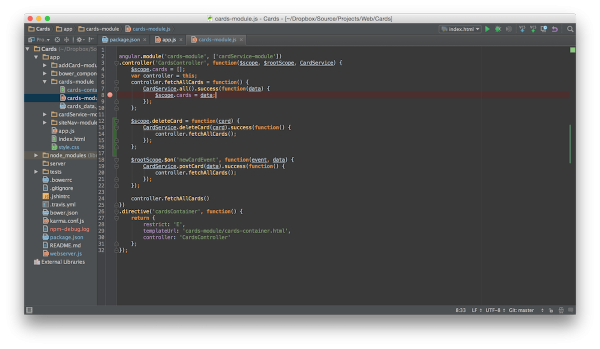 cards-module.js - Cards - [~/Dropbox/Source/Projects/Web/Cards]
Cards app cards-module cards-module.js
index.html
package.json app.js cards-module.js
Cards (~/Dropbox/Sou
app
addCard-modul
bower_compone
cards-module
cards-conta
cards-modu
cards_data.
cardService-mo
siteNav-module
app.js
index.html
style.css
node_modules (libr
server
tests
.bowerrc
.gitignore
.jshintrc
.travis.yml
bower.json
karma.conf.js
npm-debug.log
package.json
README.md
webserver.js
External Libraries
angular.module('cards-module', ['cardService-module'])
.controller('CardsController', function($scope, $rootScope, CardService) {
$scope.cards = [];
var controller = this;
controller.fetchAllCards = function() {
CardService.all().success(function(data) {
$scope.cards = data;
});
};
$scope.deleteCard = function(card) {
CardService.deleteCard(card).success(function() {
controller.fetchAllCards();
});
};
$rootScope.$on('newCardEvent', function(event, data) {
CardService.postCard(data).success(function() {
controller.fetchAllCards();
});
});
controller.fetchAllCards()
})
.directive('cardsContainer', function() {
return {
restrict: 'E',
templateUrl: 'cards-module/cards-container.html',
controller: 'CardsController'
};
});
8:33 LF UTF-8 Git: master